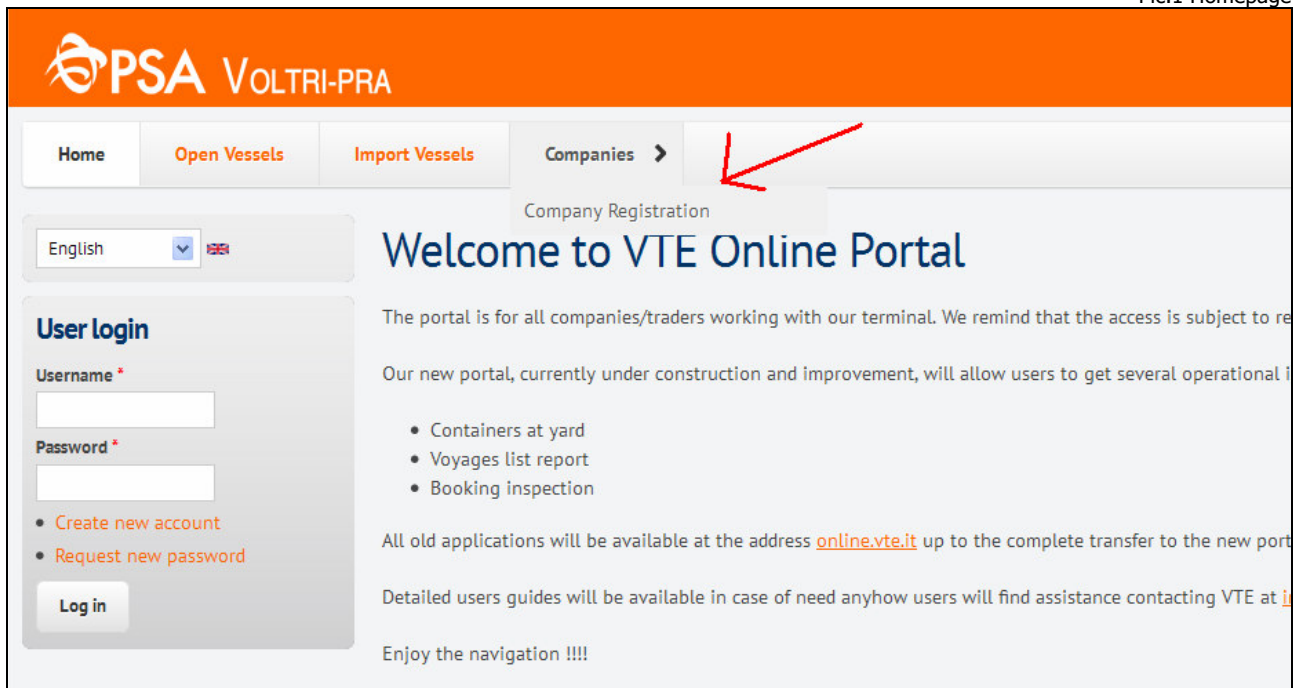 PSA VOLTRI-PRA
Home Open Vessels Import Vessels Companies
Company Registration
English
Welcome to VTE Online Portal
User login
Username *
Password *
Create new account
Request new password
Log in
The portal is for all companies/traders working with our terminal. We remind that the access is subject to re
Our new portal, currently under construction and improvement, will allow users to get several operational i
• Containers at yard
• Voyages list report
• Booking inspection
All old applications will be available at the address online.vte.it up to the complete transfer to the new port
Detailed users guides will be available in case of need anyhow users will find assistance contacting VTE at
Enjoy the navigation !!!!